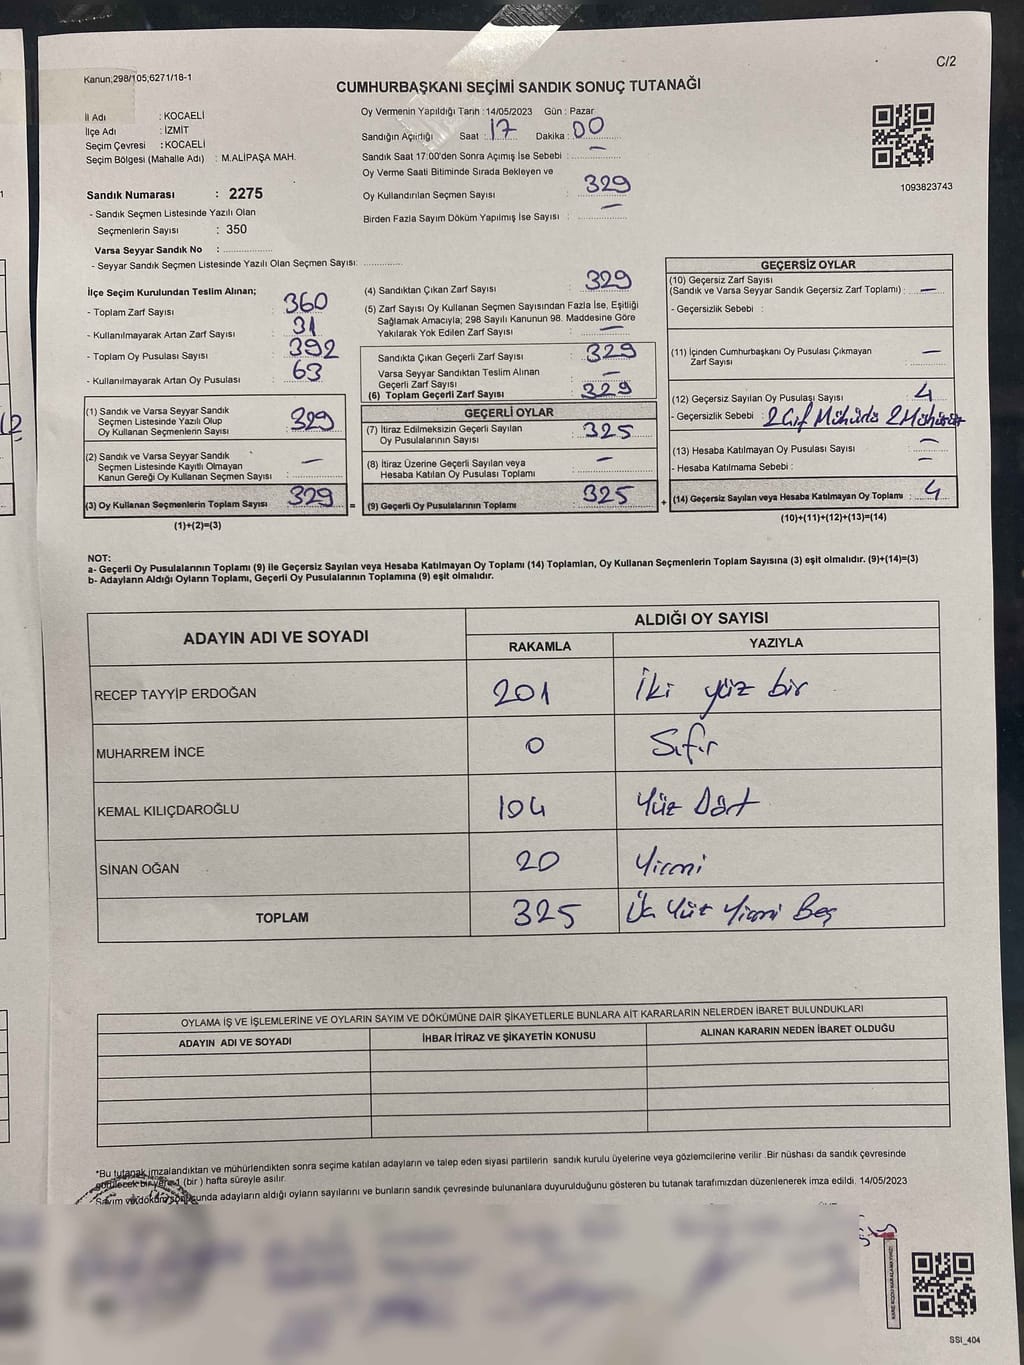 Kanun;298/105;6271/18-1
C/2
CUMHURBAŞKANI SEÇİMİ SANDIK SONUÇ TUTANAĞI
İl Adı : KOCAELİ
İlçe Adı : İZMİT
Seçim Çevresi : KOCAELİ
Seçim Bölgesi (Mahalle Adı) : M.ALİPAŞA MAH.
Sandık Numarası : 2275
- Sandık Seçmen Listesinde Yazılı Olan
Seçmenlerin Sayısı : 350
Varsa Seyyar Sandık No :
- Seyyar Sandık Seçmen Listesinde Yazılı Olan Seçmen Sayısı:
Oy Vermenin Yapıldığı Tarih :14/05/2023 Gün : Pazar
Sandığın Açıldığı Saat : 17 Dakika : 00
Sandık Saat 17:00'den Sonra Açımış İse Sebebi : —
Oy Verme Saati Bitiminde Sırada Bekleyen ve
Oy Kullandırılan Seçmen Sayısı : 329
Birden Fazla Sayım Döküm Yapılmış İse Sayısı : —
1093823743
İlçe Seçim Kurulundan Teslim Alınan;
- Toplam Zarf Sayısı : 360
- Kullanılmayarak Artan Zarf Sayısı : 31
- Toplam Oy Pusulası Sayısı : 392
- Kullanılmayarak Artan Oy Pusulası : 63
(1) Sandık ve Varsa Seyyar Sandık
Seçmen Listesinde Yazılı Olup
Oy Kullanan Seçmenlerin Sayısı : 329
(2) Sandık ve Varsa Seyyar Sandık
Seçmen Listesinde Kayıtlı Olmayan
Kanun Gereği Oy Kullanan Seçmen Sayısı : —
(3) Oy Kullanan Seçmenlerin Toplam Sayısı : 329
(1)+(2)=(3)
=
(4) Sandıktan Çıkan Zarf Sayısı : 329
(5) Zarf Sayısı Oy Kullanan Seçmen Sayısından Fazla İse, Eşitliği
Sağlamak Amacıyla; 298 Sayılı Kanunun 98. Maddesine Göre
Yakılarak Yok Edilen Zarf Sayısı : —
Sandıkta Çıkan Geçerli Zarf Sayısı : 329
Varsa Seyyar Sandıktan Teslim Alınan
Geçerli Zarf Sayısı : —
(6) Toplam Geçerli Zarf Sayısı : 329
GEÇERLİ OYLAR
(7) İtiraz Edilmeksizin Geçerli Sayılan
Oy Pusulalarının Sayısı : 325
(8) İtiraz Üzerine Geçerli Sayılan veya
Hesaba Katılan Oy Pusulası Toplamı : —
(9) Geçerli Oy Pusulalarının Toplamı : 325
+
GEÇERSİZ OYLAR
(10) Geçersiz Zarf Sayısı
(Sandık ve Varsa Seyyar Sandık Geçersiz Zarf Toplamı) : —
- Geçersizlik Sebebi :
(11) İçinden Cumhurbaşkanı Oy Pusulası Çıkmayan
Zarf Sayısı : —
(12) Geçersiz Sayılan Oy Pusulası Sayısı : 4
- Geçersizlik Sebebi : 2 Çift Mühürlü 2 Mühürsüz
(13) Hesaba Katılmayan Oy Pusulası Sayısı : —
- Hesaba Katılmama Sebebi : —
(14) Geçersiz Sayılan veya Hesaba Katılmayan Oy Toplamı : 4
(10)+(11)+(12)+(13)=(14)
NOT:
a- Geçerli Oy Pusulalarının Toplamı (9) ile Geçersiz Sayılan veya Hesaba Katılmayan Oy Toplamı (14) Toplamları, Oy Kullanan Seçmenlerin Toplam Sayısına (3) eşit olmalıdır. (9)+(14)=(3)
b- Adayların Aldığı Oyların Toplamı, Geçerli Oy Pusulalarının Toplamına (9) eşit olmalıdır.
ADAYIN ADI VE SOYADI
ALDIĞI OY SAYISI
RAKAMLA YAZIYLA
RECEP TAYYİP ERDOĞAN 201 İki yüz bir
MUHARREM İNCE 0 Sıfır
KEMAL KILIÇDAROĞLU 104 Yüz Dört
SİNAN OĞAN 20 Yirmi
TOPLAM 325 Üç Yüz Yirmi Beş
OYLAMA İŞ VE İŞLEMLERİNE VE OYLARIN SAYIM VE DÖKÜMÜNE DAİR ŞİKAYETLERLE BUNLARA AİT KARARLARIN NELERDEN İBARET BULUNDUKLARI
ADAYIN ADI VE SOYADI İHBAR İTİRAZ VE ŞİKAYETİN KONUSU ALINAN KARARIN NEDEN İBARET OLDUĞU
*Bu tutanak imzalandıktan ve mühürlendikten sonra seçime katılan adayların ve talep eden siyasi partilerin sandık kurulu üyelerine veya gözlemcilerine verilir. Bir nüshası da sandık çevresinde
görülecek bir yere 1 (bir ) hafta süreyle asılır.
Sayım ve döküm sonucunda adayların aldığı oyların sayılarını ve bunların sandık çevresinde bulunanlara duyurulduğunu gösteren bu tutanak tarafımızdan düzenlenerek imza edildi. 14/05/2023
SSI_404